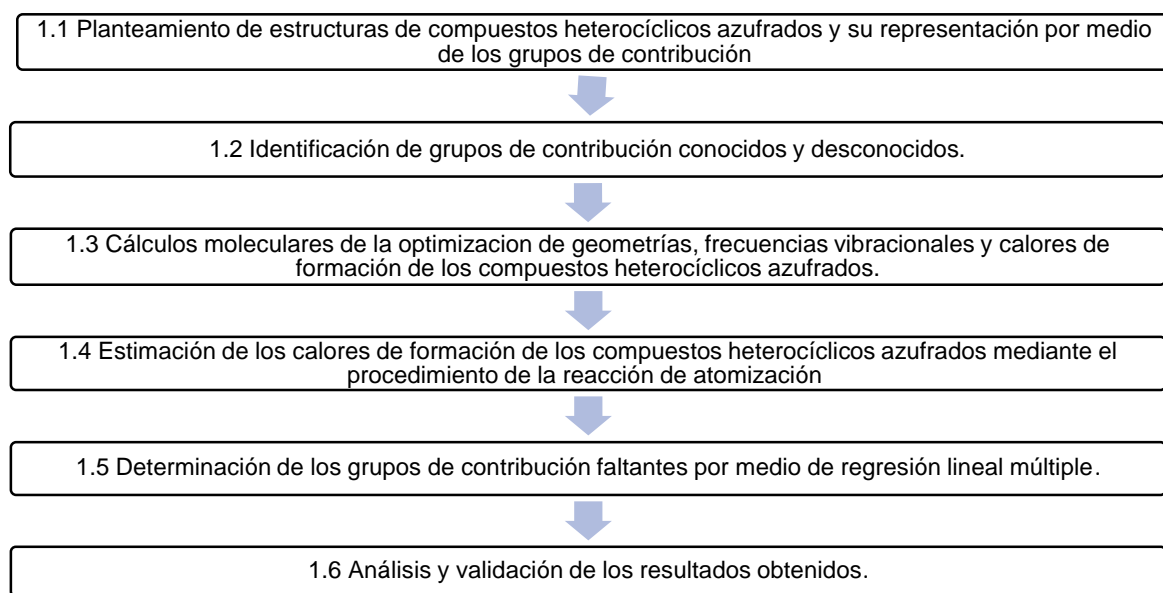 1.1 Planteamiento de estructuras de compuestos heterocíclicos azufrados y su representación por medio
de los grupos de contribución
1.2 Identificación de grupos de contribución conocidos y desconocidos.
1.3 Cálculos moleculares de la optimizacion de geometrías, frecuencias vibracionales y calores de
formación de los compuestos heterocíclicos azufrados.
1.4 Estimación de los calores de formación de los compuestos heterocíclicos azufrados mediante el
procedimiento de la reacción de atomización
1.5 Determinación de los grupos de contribución faltantes por medio de regresión lineal múltiple.
1.6 Análisis y validación de los resultados obtenidos.